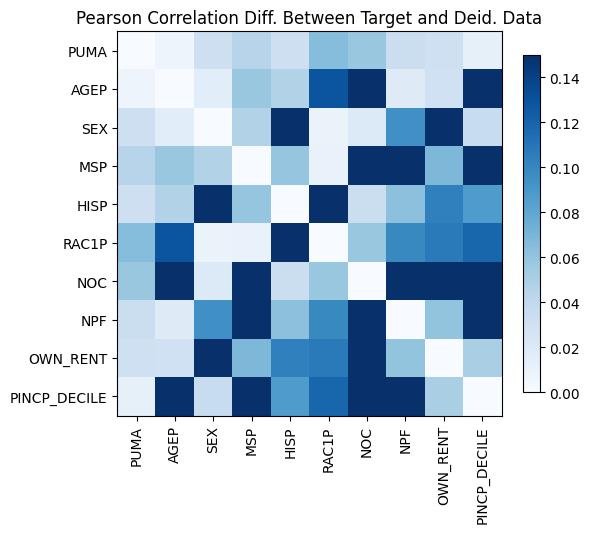 Pearson Correlation Diff. Between Target and Deid. Data
PUMA
AGEP
SEX
MSP
HISP
RAC1P
NOC
NPF
OWN_RENT
PINCP_DECILE
PUMA
AGEP
SEX
MSP
HISP
RAC1P
NOC
NPF
OWN_RENT
PINCP_DECILE
0.14
0.12
0.10
0.08
0.06
0.04
0.02
0.00